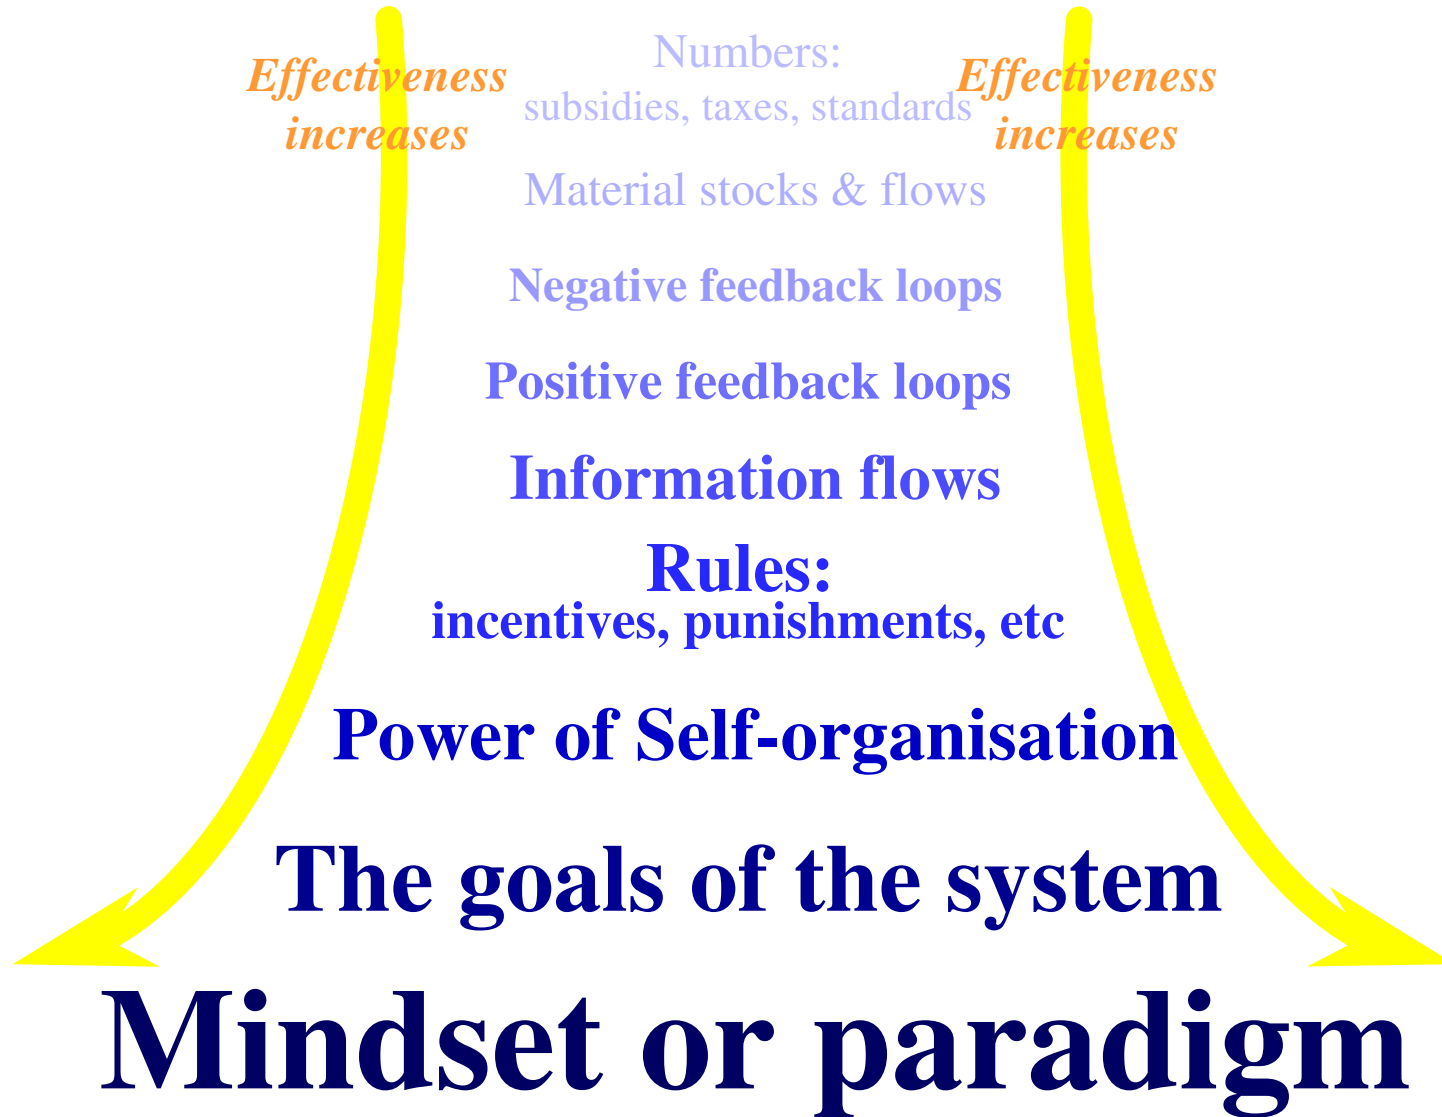 Numbers:
Effectiveness
increases
subsidies, taxes, standards
Effectiveness
increases
Material stocks & flows
Negative feedback loops
Positive feedback loops
Information flows
Rules:
incentives, punishments, etc
Power of Self-organisation
The goals of the system
Mindset or paradigm